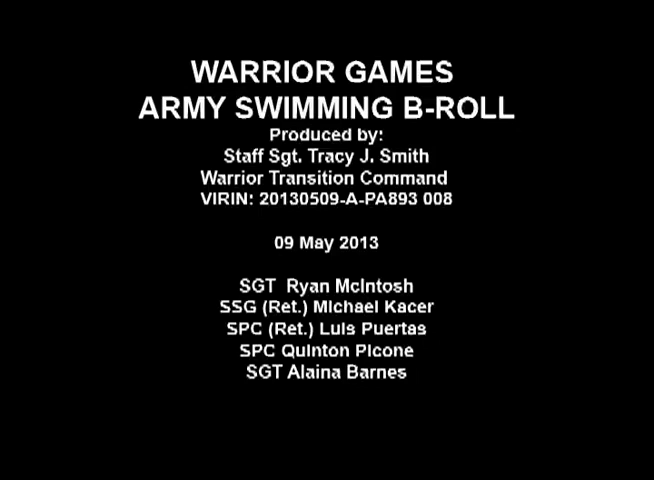 WARRIOR GAMES
ARMY SWIMMING B-ROLL
Produced by:
Staff Sgt. Tracy J. Smith
Warrior Transition Command
VIRIN: 20130509-A-PA893 008
09 May 2013
SGT Ryan McIntosh
SSG (Ret.) Michael Kacer
SPC (Ret.) Luis Puertas
SPC Quinton Picone
SGT Alaina Barnes